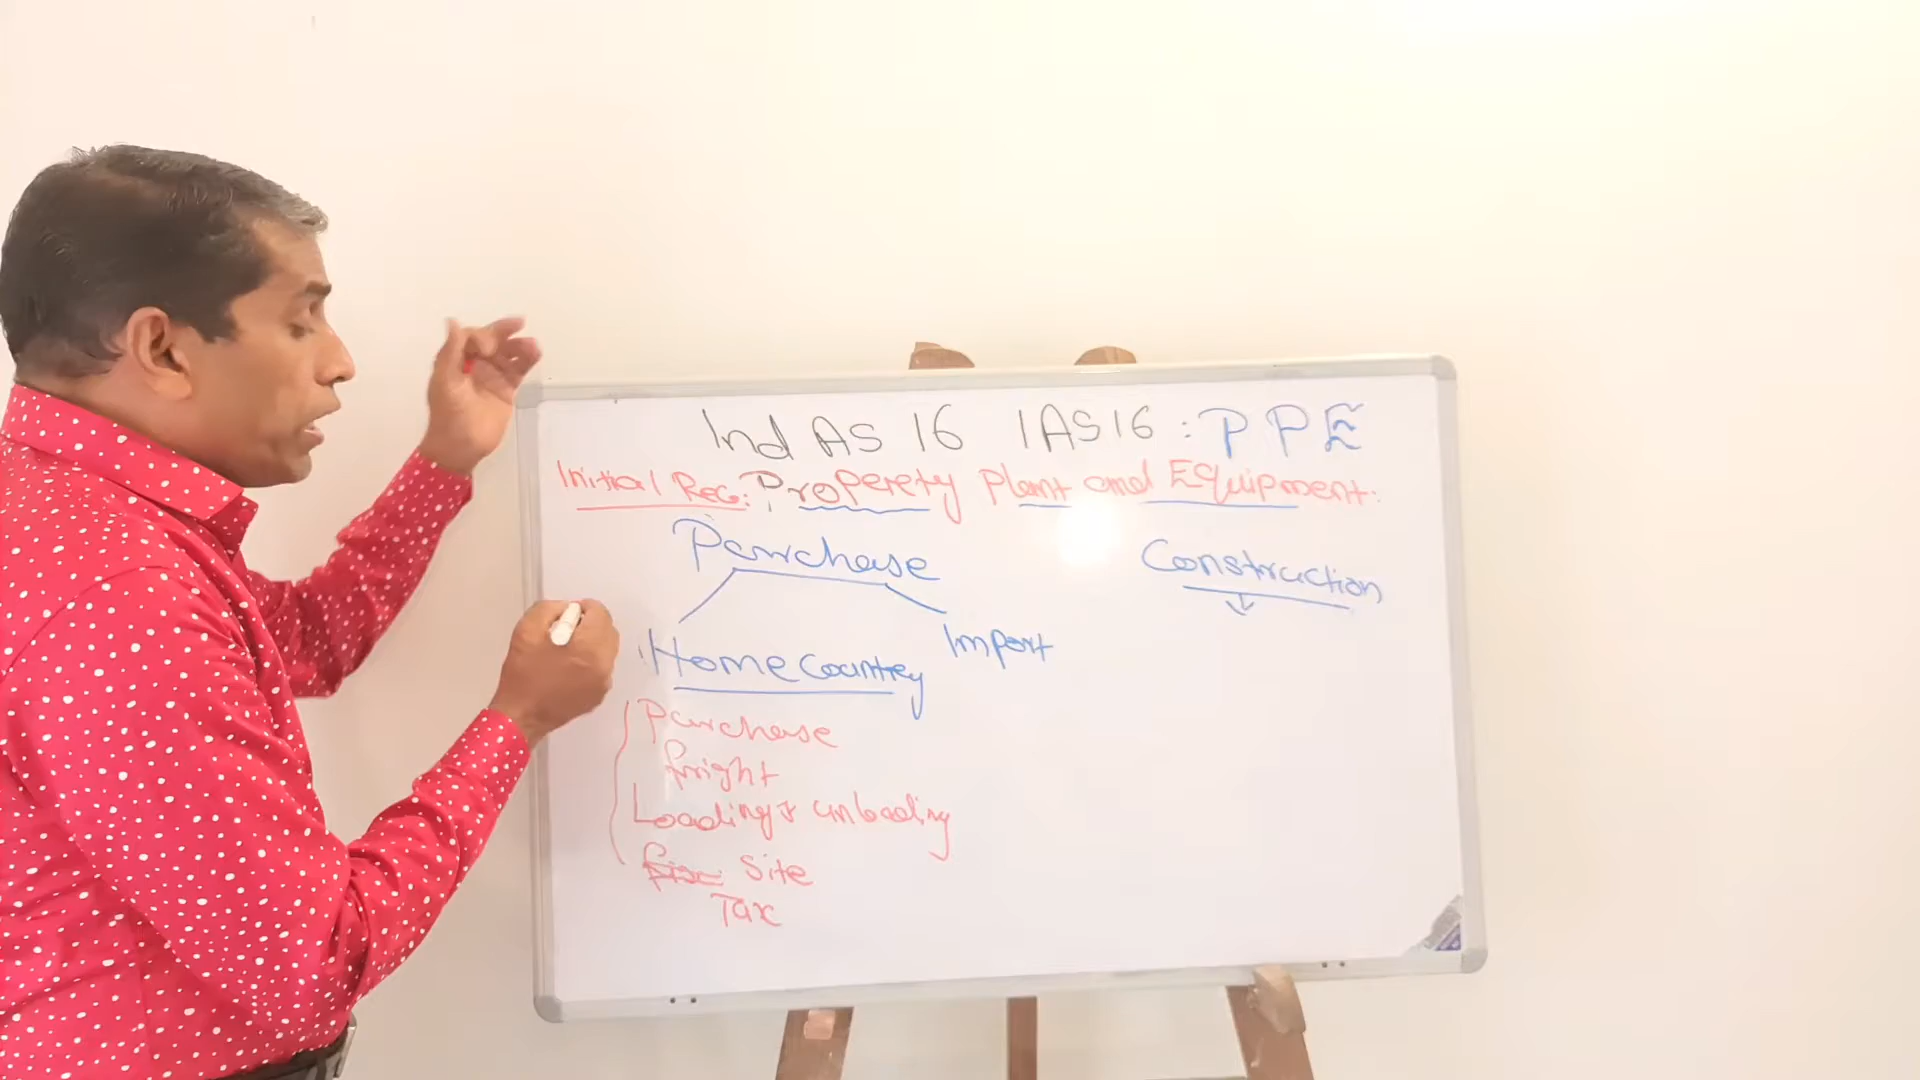 Ind AS 16 IAS16 : PPE
Initial Rec: Properety Plant and Equipment:
Purchase
Construction
Home Country
Import
Purchase
fright
Loading & unloading
Site
Tax